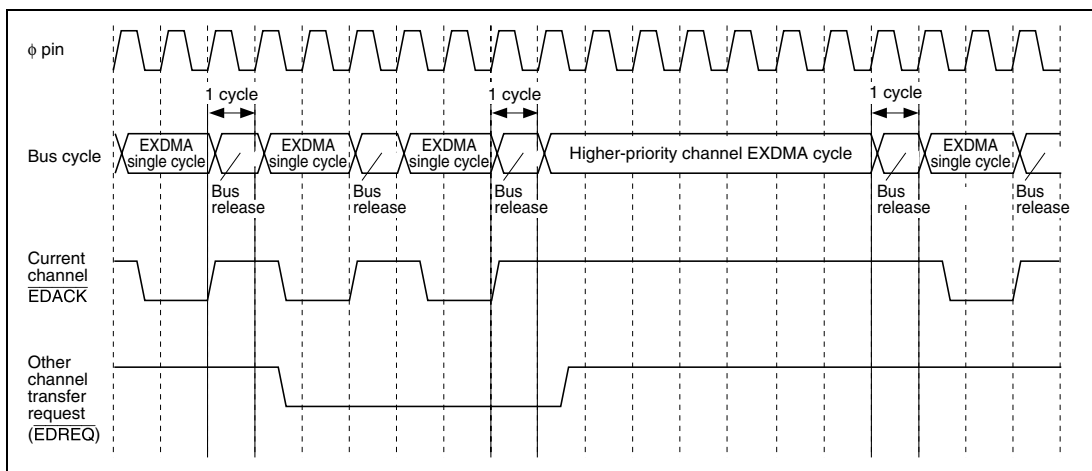 φ pin
1 cycle
1 cycle
1 cycle
Bus cycle
EXDMA
single cycle
EXDMA
single cycle
EXDMA
single cycle
Higher-priority channel EXDMA cycle
EXDMA
single cycle
Bus
release
Bus
release
Bus
release
Bus
release
Bus
release
Current
channel
EDACK
Other
channel
transfer
request
(EDREQ)